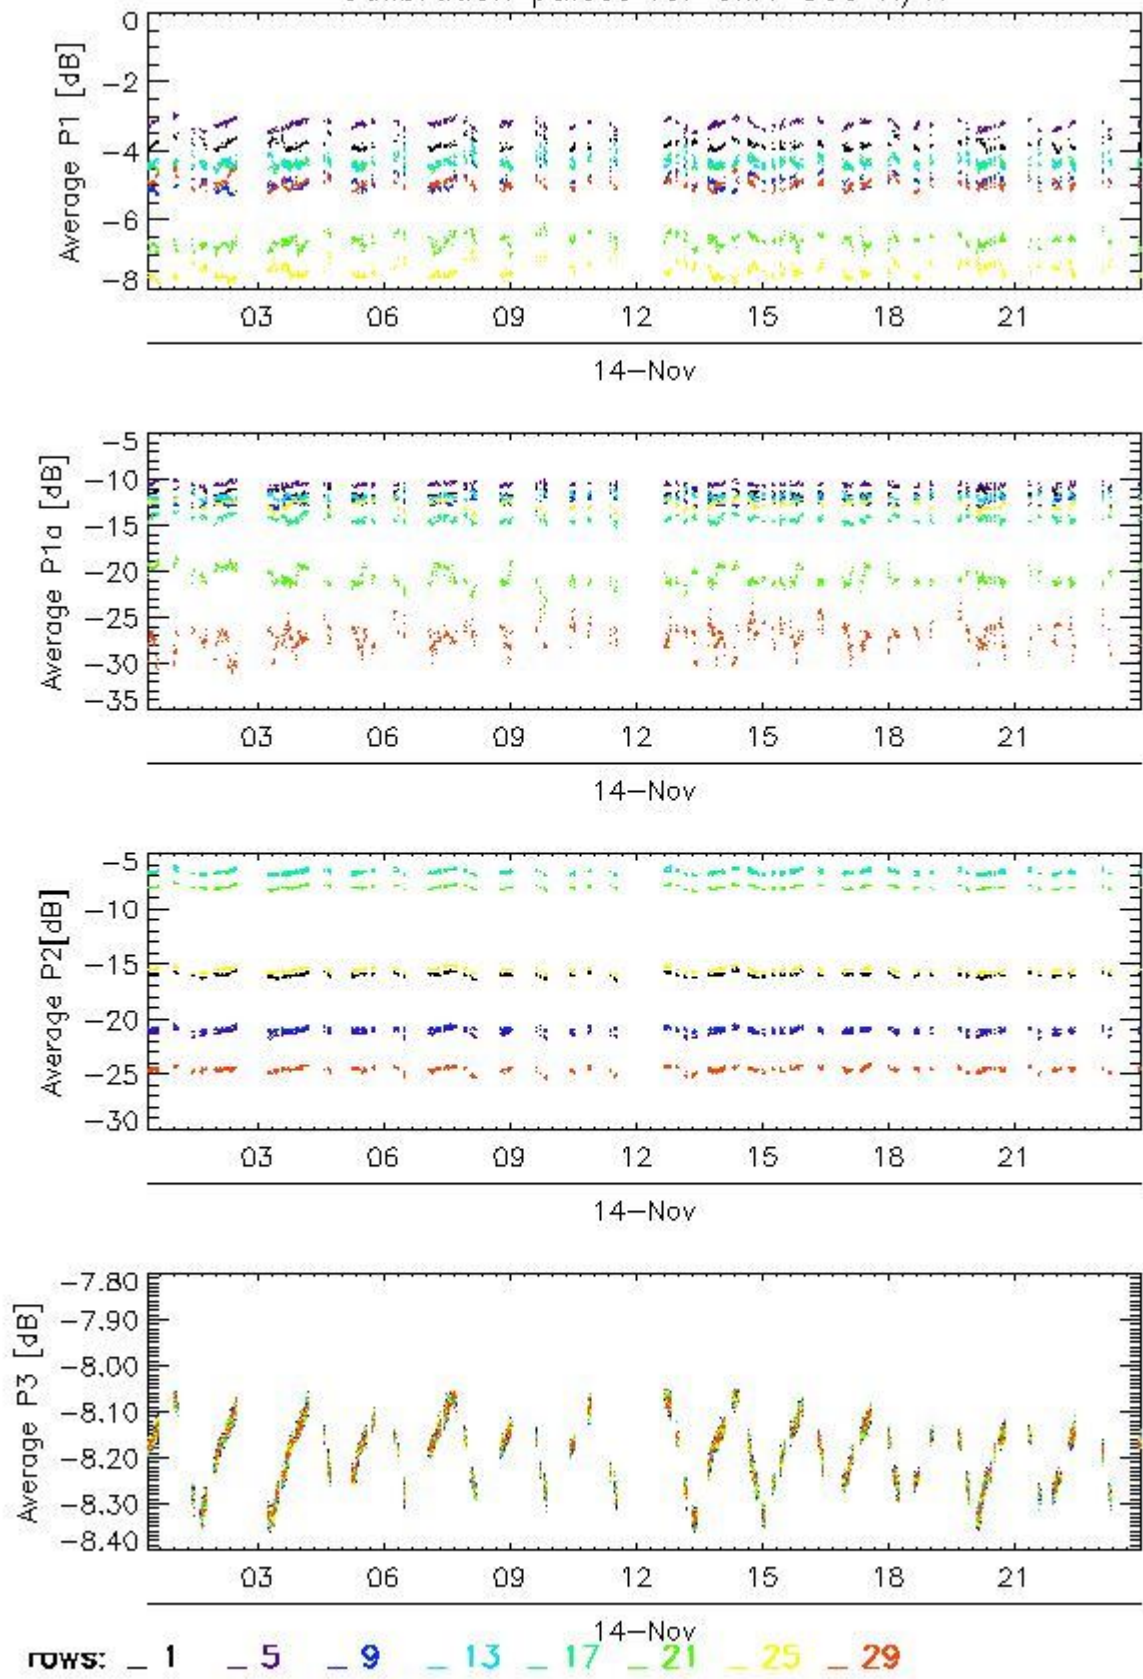 0
−2
−4
−6
−8
Average P1 [dB]
03 06 09 12 15 18 21
14−Nov
−5
−10
−15
−20
−25
−30
−35
Average P1a [dB]
03 06 09 12 15 18 21
14−Nov
−5
−10
−15
−20
−25
−30
Average P2[dB]
03 06 09 12 15 18 21
14−Nov
−7.80
−7.90
−8.00
−8.10
−8.20
−8.30
−8.40
Average P3 [dB]
03 06 09 12 15 18 21
14−Nov
rows: _ 1 _ 5 _ 9 _ 13 _ 17 _ 21 _ 25 _ 29